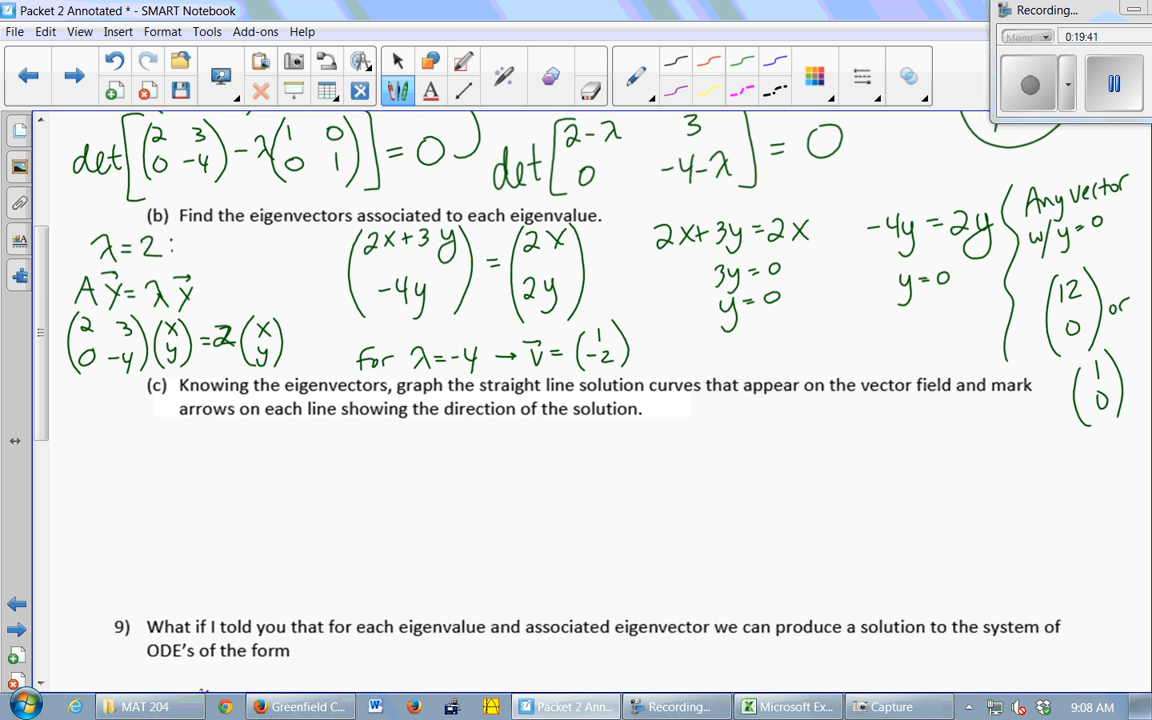 Packet 2 Annotated * - SMART Notebook
Recording...
File Edit View Insert Format Tools Add-ons Help
Menu
0:19:41
det[(2 3 0 -4) - λ(1 0 0 1)] = 0) det[2-λ 3 0 -4-λ] = 0
(b) Find the eigenvectors associated to each eigenvalue.
λ = 2:
AY⃗ = λY⃗
(2 3 0 -4)(x y) = 2(x y)
(2x+3y -4y) = (2x 2y)
for λ = -4 → V⃗ = (1 -2)
2x+3y = 2x
3y = 0
y = 0
-4y = 2y
y = 0
Any vector
w/ y = 0
(12 0) or
(1 0)
(c) Knowing the eigenvectors, graph the straight line solution curves that appear on the vector field and mark
arrows on each line showing the direction of the solution.
9) What if I told you that for each eigenvalue and associated eigenvector we can produce a solution to the system of
ODE's of the form
MAT 204
Greenfield C...
Packet 2 Ann...
Recording...
Microsoft Ex...
Capture
9:08 AM